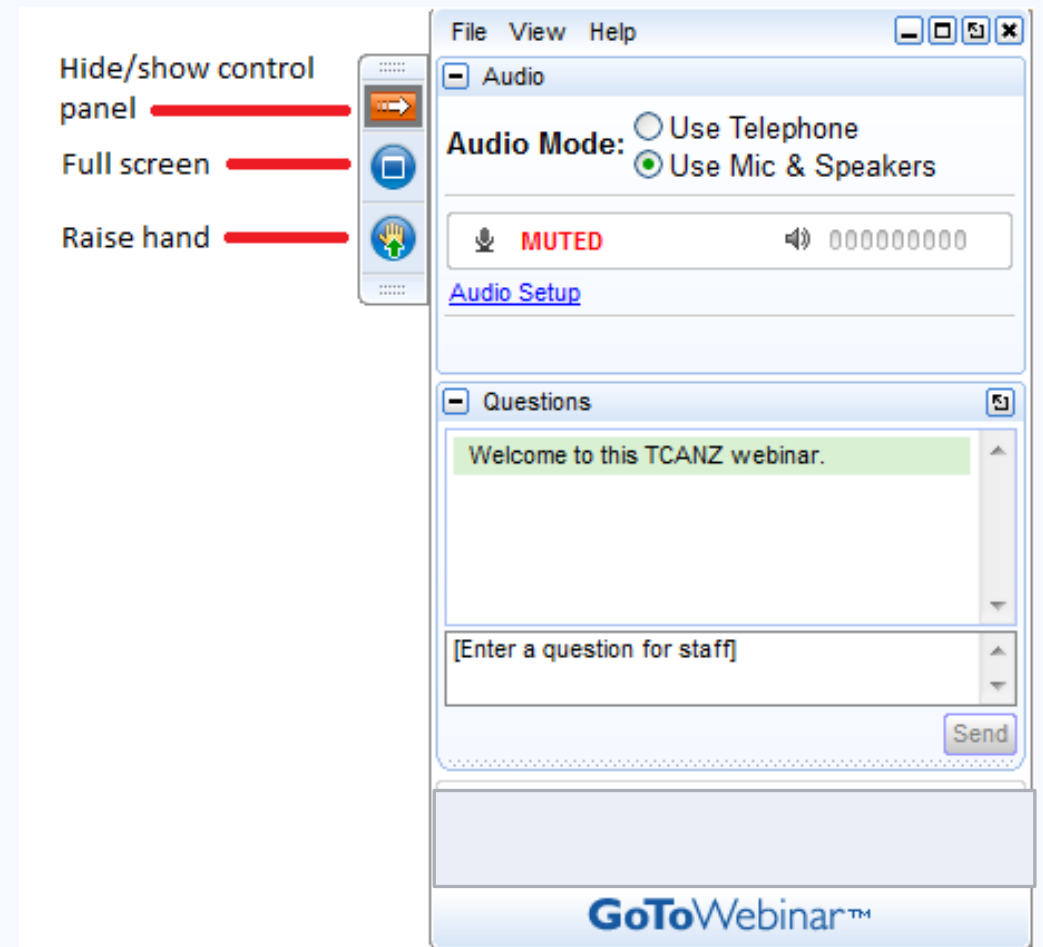 File View Help
Hide/show control
panel
Full screen
Raise hand
Audio
Audio Mode:
Use Telephone
Use Mic & Speakers
MUTED
000000000
Audio Setup
Questions
Welcome to this TCANZ webinar.
[Enter a question for staff]
Send
GoToWebinar™